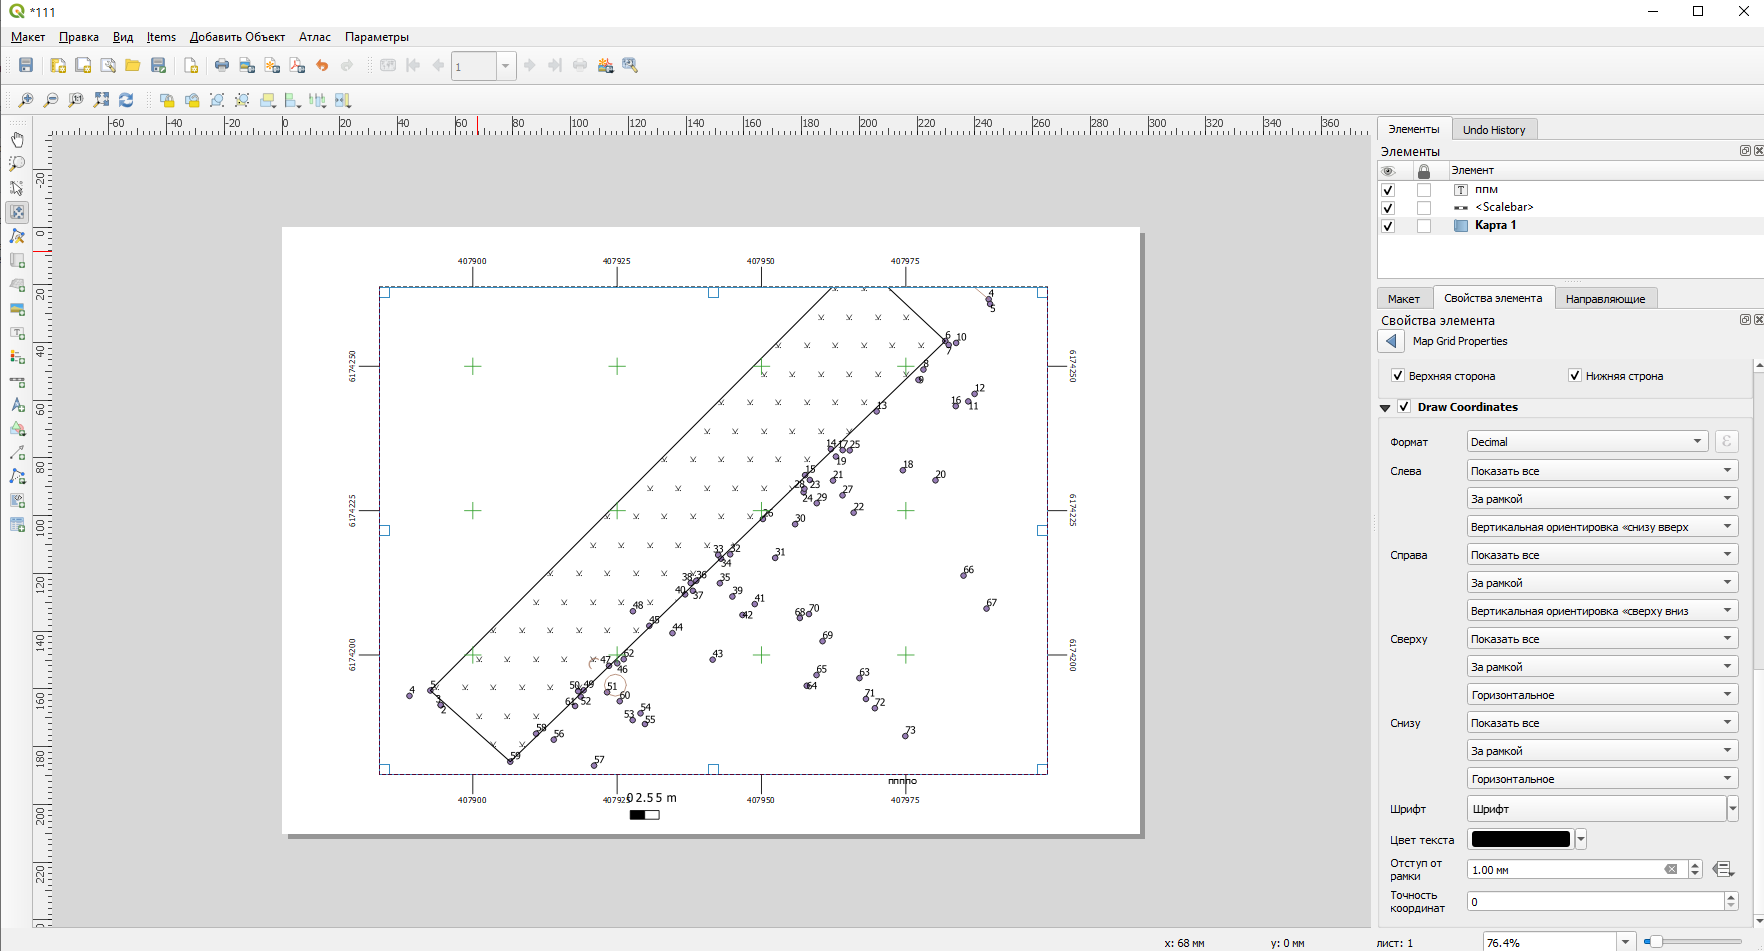 *111
Макет Правка Вид Items Добавить Объект Атлас Параметры
1
-60 -40 -20 0 20 40 60 80 100 120 140 160 180 200 220 240 260 280 300 320 340 360
-20
0
20
40
60
80
100
120
140
160
180
200
220
407900 407925 407950 407975
6174250 6174250
6174225 6174225
6174200 6174200
4
5
6
7
10
8
9
12
16
11
13
14 17 25
19
18
15
20
28 23
21
24 29
27
22
26
30
33 32
34
31
38 36
40 37
35
39
41
42
66
67
48
45
44
68 70
69
43
47 62
46
65
64
63
71
72
73
4
5
3
2
50 49
61 52
51
60
54
53
55
58
56
59
57
ппппо
407900 407925 407950 407975
0 2.5 5 m
Элементы Undo History
Элементы
Элемент
ппм
<Scalebar>
Карта 1
Макет Свойства элемента Направляющие
Свойства элемента
Map Grid Properties
Верхняя сторона Нижняя строна
Draw Coordinates
Формат Decimal
Слева Показать все
За рамкой
Вертикальная ориентировка «снизу вверх
Справа Показать все
За рамкой
Вертикальная ориентировка «сверху вниз
Сверху Показать все
За рамкой
Горизонтальное
Снизу Показать все
За рамкой
Горизонтальное
Шрифт Шрифт
Цвет текста
Отступ от
рамки 1.00 мм
Точность
координат 0
x: 68 мм y: 0 мм лист: 1 76.4%